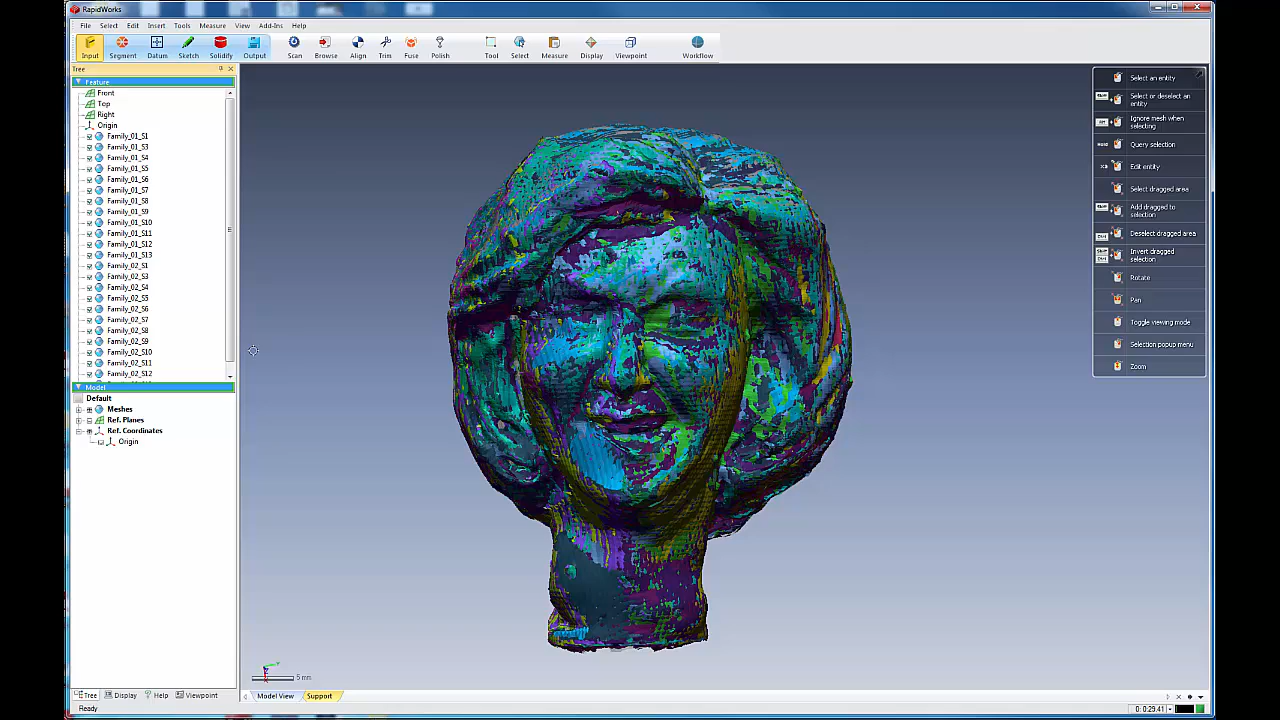 RapidWorks
File Select Edit Insert Tools Measure View Add-Ins Help
Input Segment Datum Sketch Solidify Output Scan Browse Align Trim Fuse Polish Tool Select Measure Display Viewpoint Workflow
Tree
Feature
Front
Top
Right
Origin
Family_01_S1
Family_01_S3
Family_01_S4
Family_01_S5
Family_01_S6
Family_01_S7
Family_01_S8
Family_01_S9
Family_01_S10
Family_01_S11
Family_01_S12
Family_01_S13
Family_02_S1
Family_02_S3
Family_02_S4
Family_02_S5
Family_02_S6
Family_02_S7
Family_02_S8
Family_02_S9
Family_02_S10
Family_02_S11
Family_02_S12
Model
Default
Meshes
Ref. Planes
Ref. Coordinates
Origin
Select an entity
Select or deselect an
entity
Ignore mesh when
selecting
Query selection
Edit entity
Select dragged area
Add dragged to
selection
Deselect dragged area
Invert dragged
selection
Rotate
Pan
Toggle viewing mode
Selection popup menu
Zoom
5 mm
Tree Display Help Viewpoint
Model View Support
Ready
0: 0:29.41